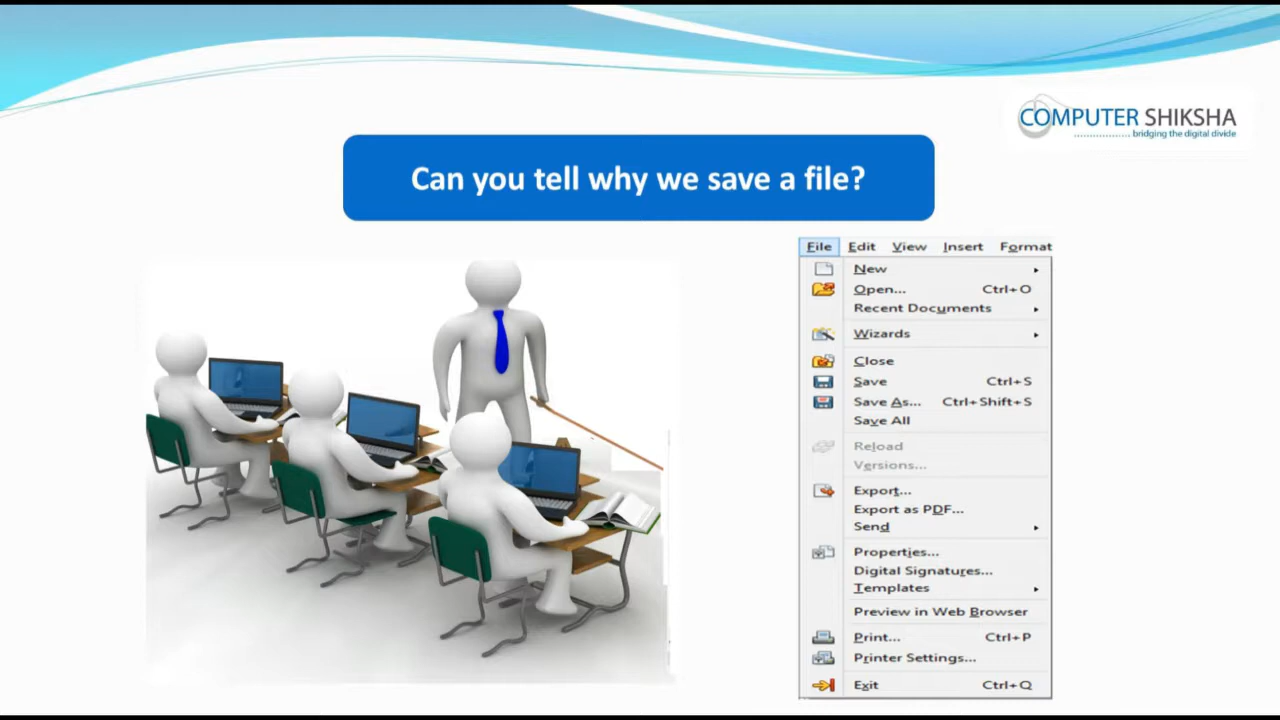 COMPUTER SHIKSHA
bridging the digital divide
Can you tell why we save a file?
File Edit View Insert Format
New
Open... Ctrl+O
Recent Documents
Wizards
Close
Save Ctrl+S
Save As... Ctrl+Shift+S
Save All
Reload
Versions...
Export...
Export as PDF...
Send
Properties...
Digital Signatures...
Templates
Preview in Web Browser
Print... Ctrl+P
Printer Settings...
Exit Ctrl+Q